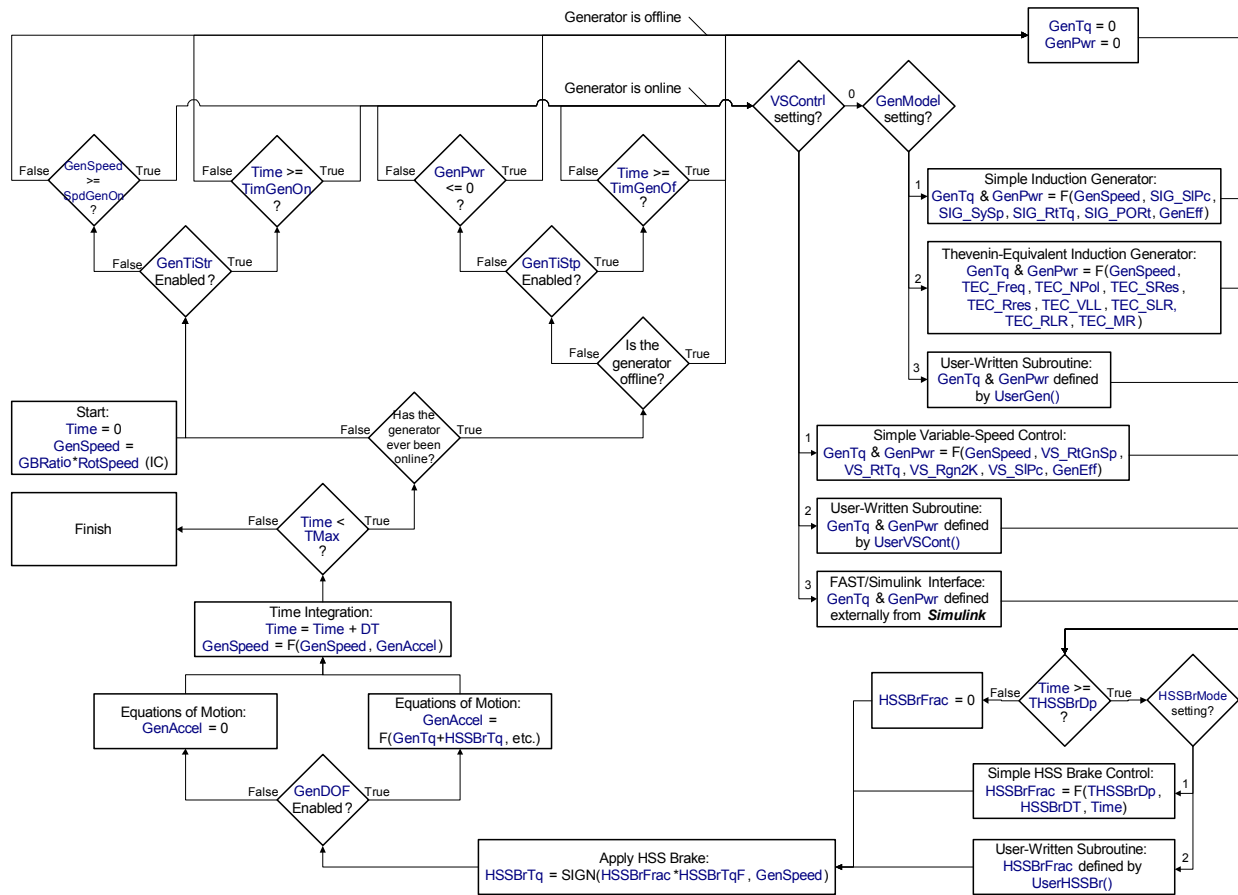 Generator is offline
GenTq = 0
GenPwr = 0
Generator is online
VSContrl
setting?
0
GenModel
setting?
False
GenSpeed
>=
SpdGenOn
?
True
False
Time >=
TimGenOn
?
True
False
GenPwr
<= 0
?
True
False
Time >=
TimGenOf
?
True
1
Simple Induction Generator:
GenTq & GenPwr = F(GenSpeed, SIG_SlPc,
SIG_SySp, SIG_RtTq, SIG_PORt, GenEff)
False
GenTiStr
Enabled?
True
False
GenTiStp
Enabled?
True
2
Thevenin-Equivalent Induction Generator:
GenTq & GenPwr = F(GenSpeed,
TEC_Freq, TEC_NPol, TEC_SRes,
TEC_Rres, TEC_VLL, TEC_SLR,
TEC_RLR, TEC_MR)
False
Is the
generator
offline?
True
3
User-Written Subroutine:
GenTq & GenPwr defined
by UserGen()
Start:
Time = 0
GenSpeed =
GBRatio*RotSpeed (IC)
False
Has the
generator
ever been
online?
True
1
Simple Variable-Speed Control:
GenTq & GenPwr = F(GenSpeed, VS_RtGnSp,
VS_RtTq, VS_Rgn2K, VS_SlPc, GenEff)
Finish
False
Time <
TMax
?
True
2
User-Written Subroutine:
GenTq & GenPwr defined
by UserVSCont()
3
FAST/Simulink Interface:
GenTq & GenPwr defined
externally from Simulink
Time Integration:
Time = Time + DT
GenSpeed = F(GenSpeed, GenAccel)
Equations of Motion:
GenAccel = 0
Equations of Motion:
GenAccel =
F(GenTq+HSSBrTq, etc.)
HSSBrFrac = 0
False
Time >=
THSSBrDp
?
True
HSSBrMode
setting?
False
GenDOF
Enabled?
True
Simple HSS Brake Control:
HSSBrFrac = F(THSSBrDp,
HSSBrDT, Time)
1
Apply HSS Brake:
HSSBrTq = SIGN(HSSBrFrac*HSSBrTqF, GenSpeed)
User-Written Subroutine:
HSSBrFrac defined by
UserHSSBr()
2